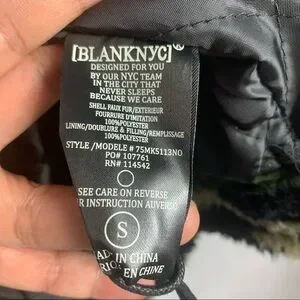 [BLANKNYC]®
DESIGNED FOR YOU
BY OUR NYC TEAM
IN THE CITY THAT
NEVER SLEEPS
BECAUSE WE CARE
SHELL FAUX FUR/EXTERIEUR
FOURRURE D'IMITATION
100%POLYESTER
LINING/DOUBLURE & FILLING/REMPLISSAGE
100%POLYESTER
STYLE /MODELE # 75MK5113NO
PO# 107761
RN# 114542
SEE CARE ON REVERSE
R INSTRUCTION AUVERSO
S
IN CHINA
EN CHINE